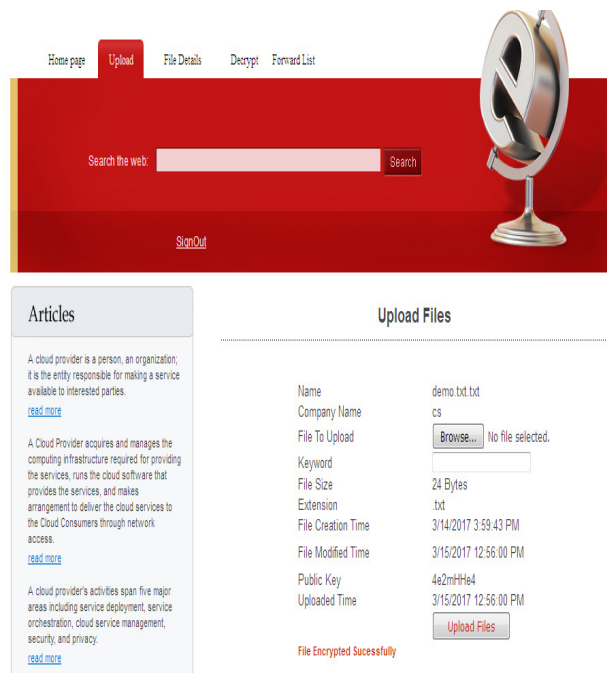 Home page Upload File Details Decrypt Forward List
Search the web: Search
SignOut
Articles
A cloud provider is a person, an organization;
it is the entity responsible for making a service
available to interested parties.
read more
A Cloud Provider acquires and manages the
computing infrastructure required for providing
the services, runs the cloud software that
provides the services, and makes
arrangement to deliver the cloud services to
the Cloud Consumers through network
access.
read more
A cloud provider's activities span five major
areas including service deployment, service
orchestration, cloud service management,
security, and privacy.
read more
Upload Files
Name demo.txt.txt
Company Name cs
File To Upload Browse... No file selected.
Keyword
File Size 24 Bytes
Extension .txt
File Creation Time 3/14/2017 3:59:43 PM
File Modified Time 3/15/2017 12:56:00 PM
Public Key 4e2mHHe4
Uploaded Time 3/15/2017 12:56:00 PM
Upload Files
File Encrypted Sucessfully